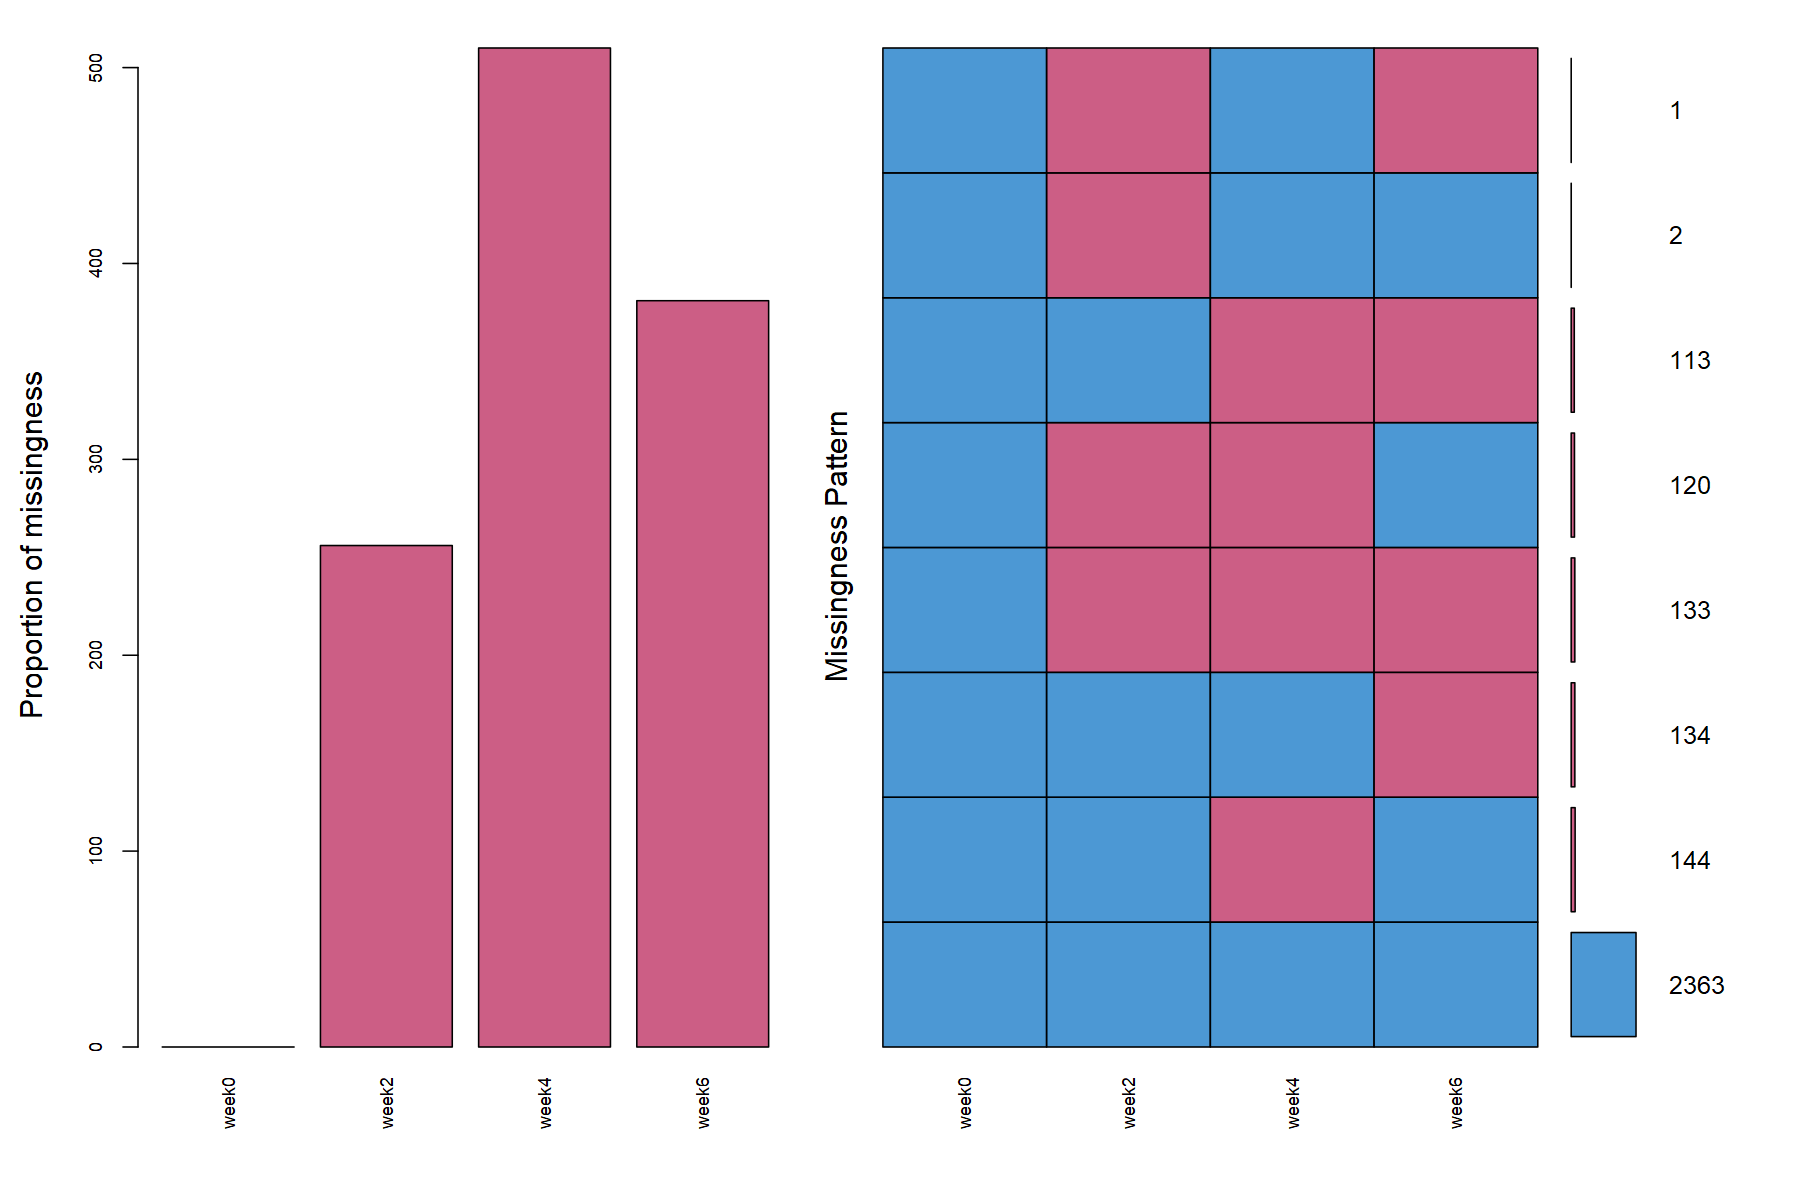 Proportion of missingness
500
400
300
200
100
0
week0
week2
week4
week6
Missingness Pattern
1
2
113
120
133
134
144
2363
week0
week2
week4
week6